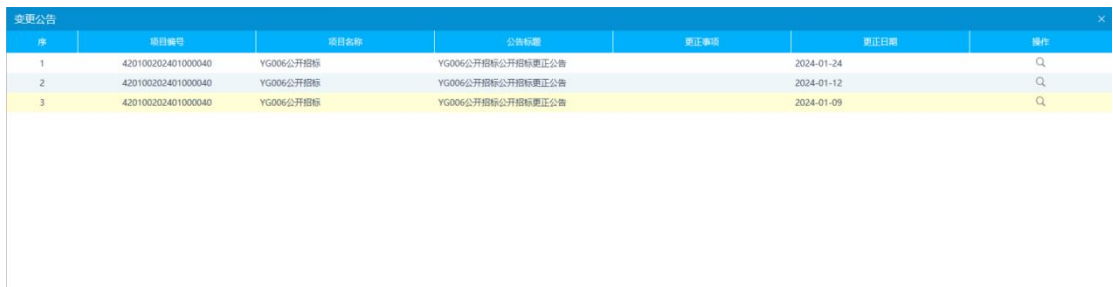 变更公告
序 项目编号 项目名称 公告标题 更正事项 更正日期 操作
1 420100202401000040 YG006公开招标 YG006公开招标公开招标更正公告 2024-01-24
2 420100202401000040 YG006公开招标 YG006公开招标公开招标更正公告 2024-01-12
3 420100202401000040 YG006公开招标 YG006公开招标公开招标更正公告 2024-01-09